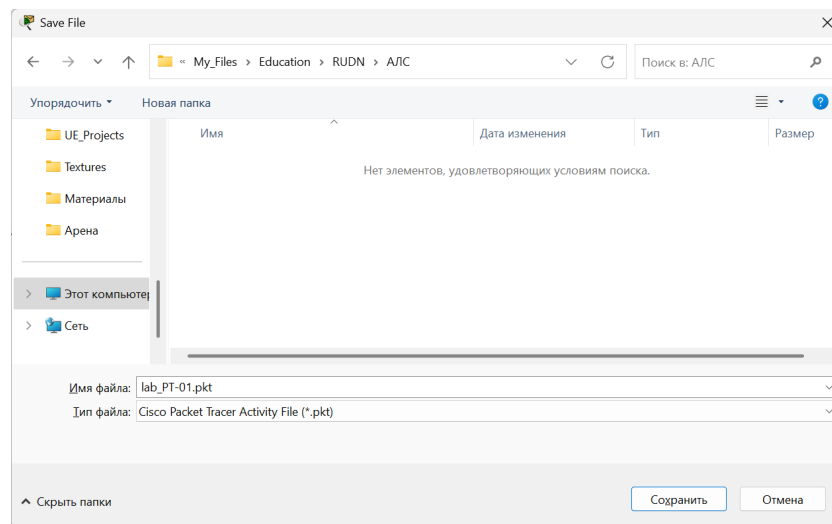 Save File
« My_Files > Education > RUDN > АЛС
Поиск в: АЛС
Упорядочить
Новая папка
Имя
Дата изменения
Тип
Размер
UE_Projects
Textures
Материалы
Арена
Этот компьютер
Сеть
Нет элементов, удовлетворяющих условиям поиска.
Имя файла: lab_PT-01.pkt
Тип файла: Cisco Packet Tracer Activity File (*.pkt)
Скрыть папки
Сохранить
Отмена